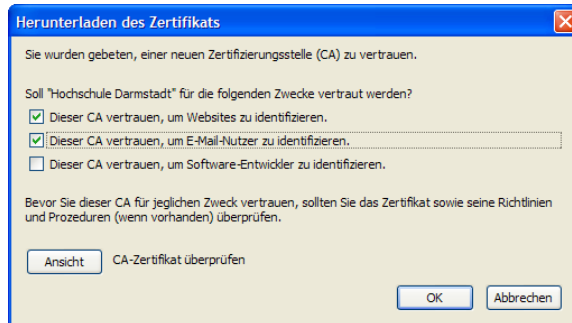 Herunterladen des Zertifikats
Sie wurden gebeten, einer neuen Zertifizierungsstelle (CA) zu vertrauen.
Soll "Hochschule Darmstadt" für die folgenden Zwecke vertraut werden?
Dieser CA vertrauen, um Websites zu identifizieren.
Dieser CA vertrauen, um E-Mail-Nutzer zu identifizieren.
Dieser CA vertrauen, um Software-Entwickler zu identifizieren.
Bevor Sie dieser CA für jeglichen Zweck vertrauen, sollten Sie das Zertifikat sowie seine Richtlinien
und Prozeduren (wenn vorhanden) überprüfen.
Ansicht CA-Zertifikat überprüfen
OK Abbrechen